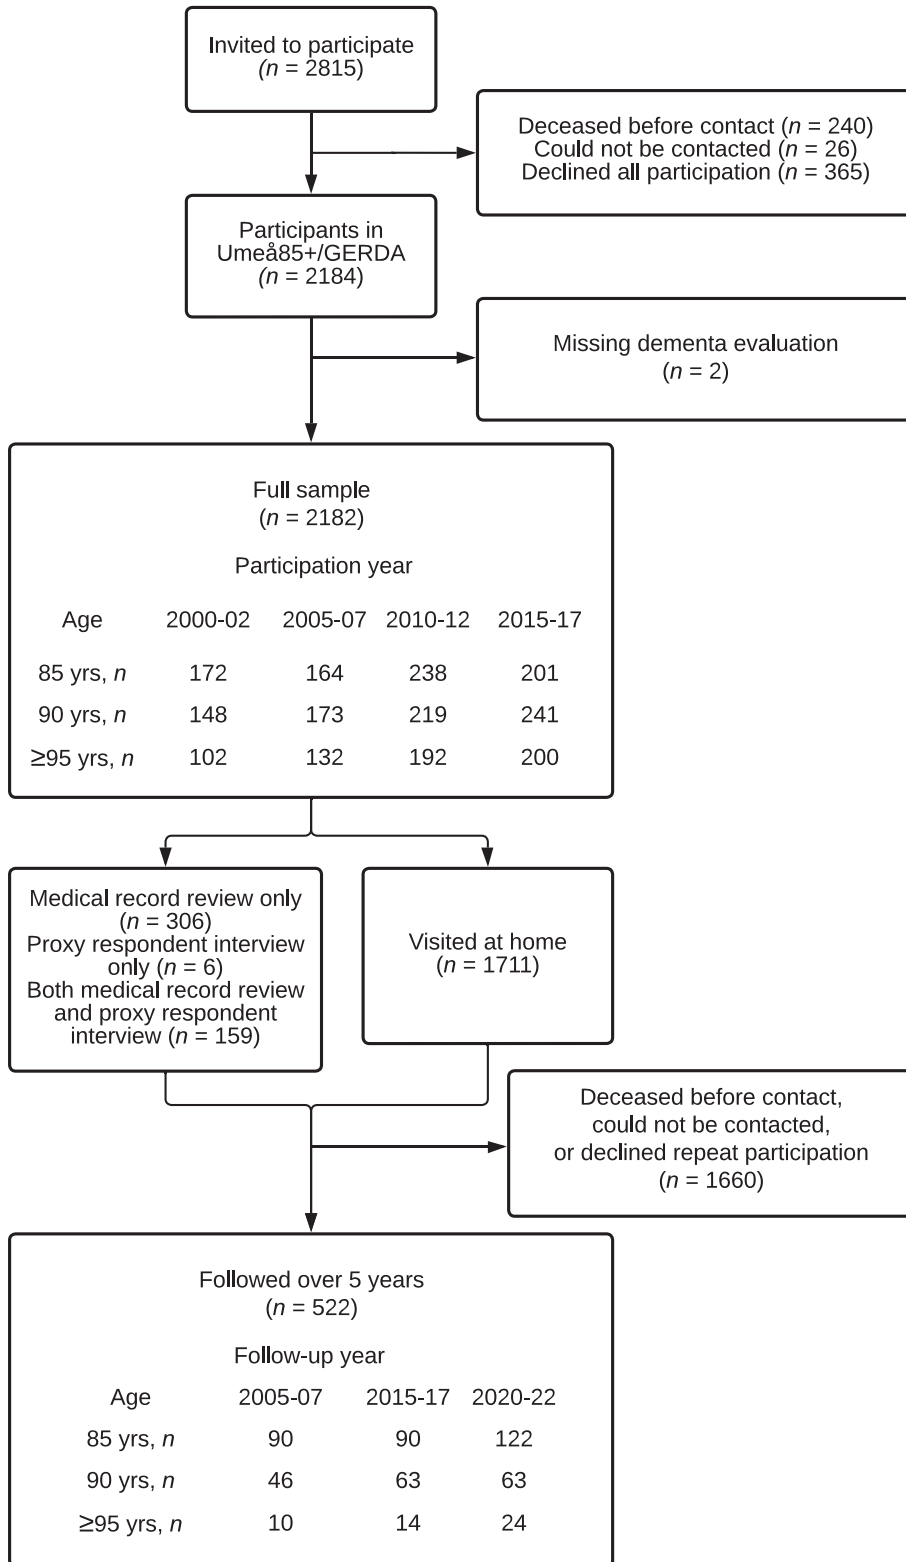 Invited to participate
(n = 2815)
Deceased before contact (n = 240)
Could not be contacted (n = 26)
Declined all participation (n = 365)
Participants in
Umeå85+/GERDA
(n = 2184)
Missing dementa evaluation
(n = 2)
Full sample
(n = 2182)
Participation year
Age 2000-02 2005-07 2010-12 2015-17
85 yrs, n 172 164 238 201
90 yrs, n 148 173 219 241
≥95 yrs, n 102 132 192 200
Medical record review only
(n = 306)
Proxy respondent interview
only (n = 6)
Both medical record review
and proxy respondent
interview (n = 159)
Visited at home
(n = 1711)
Deceased before contact,
could not be contacted,
or declined repeat participation
(n = 1660)
Followed over 5 years
(n = 522)
Follow-up year
Age 2005-07 2015-17 2020-22
85 yrs, n 90 90 122
90 yrs, n 46 63 63
≥95 yrs, n 10 14 24